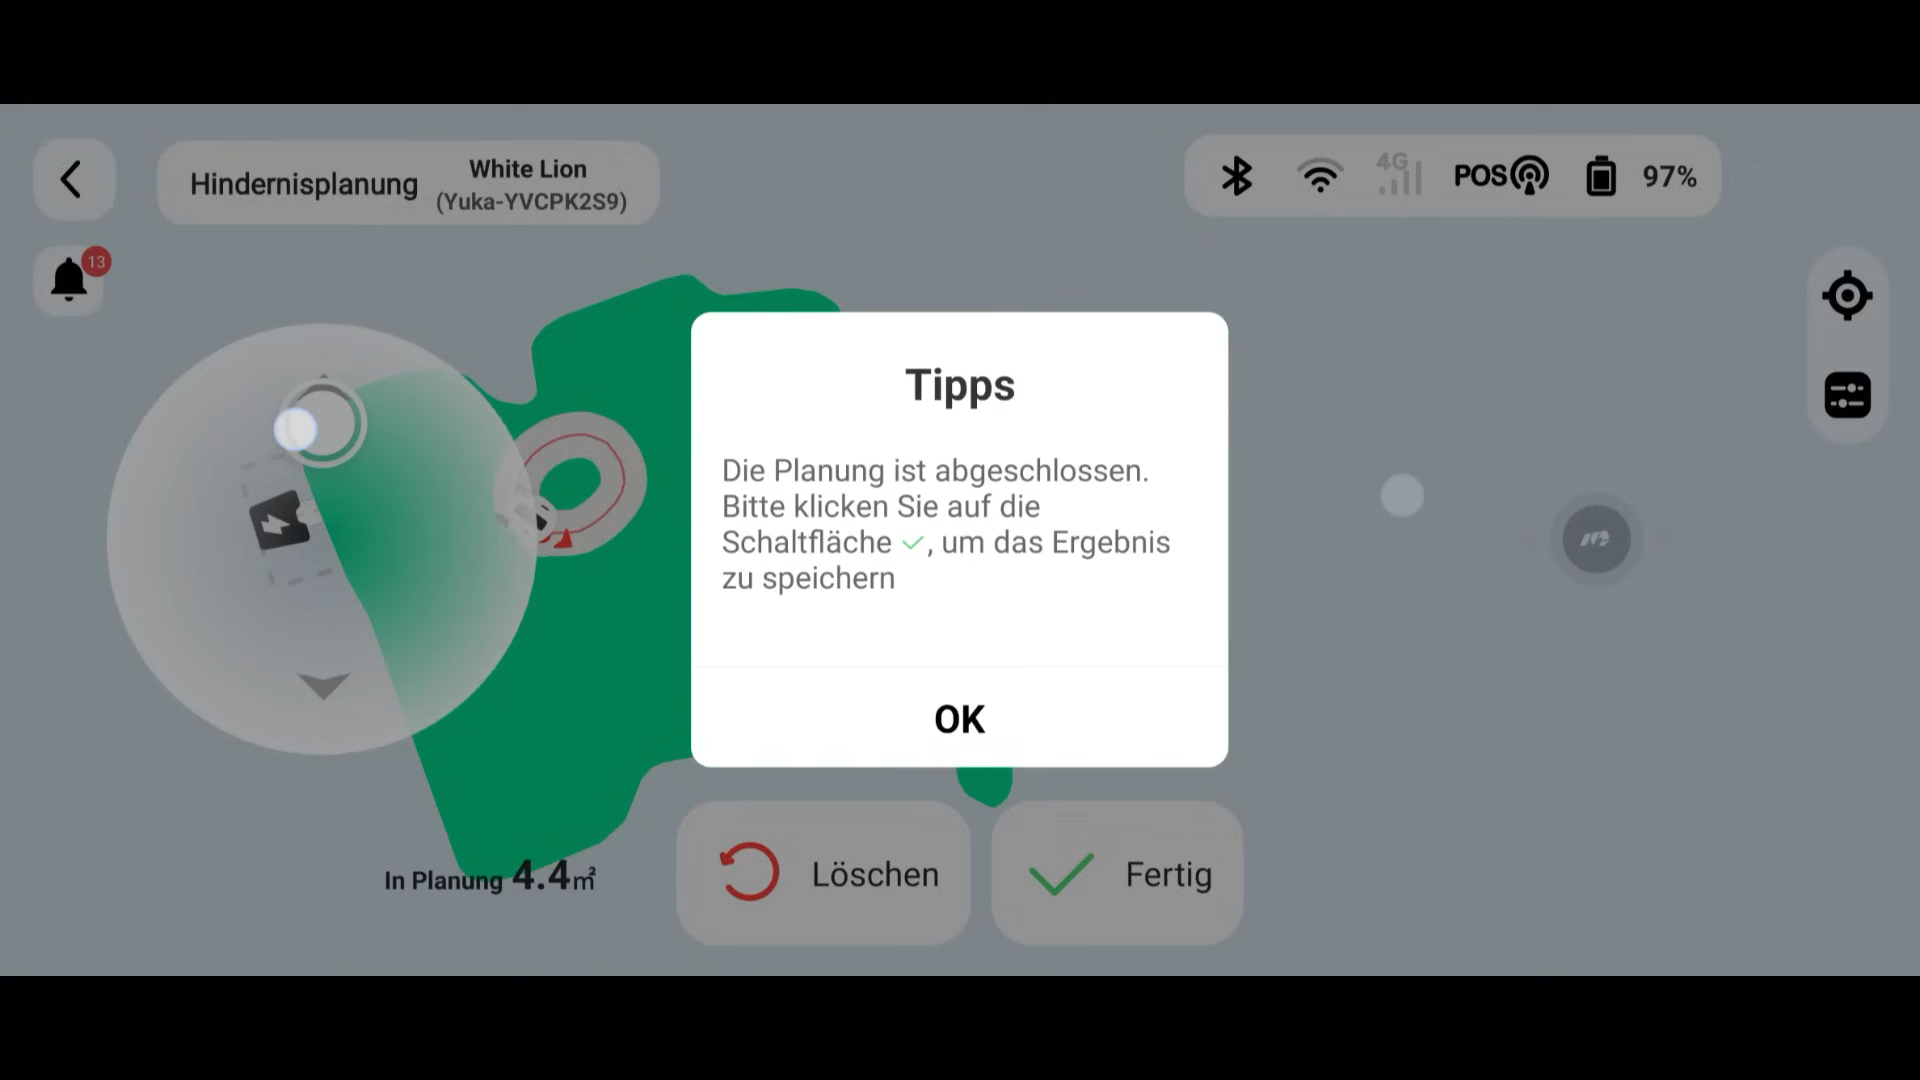 Hindernisplanung
White Lion
(Yuka-YVCPK2S9)
4G
POS
97%
13
Tipps
Die Planung ist abgeschlossen.
Bitte klicken Sie auf die
Schaltfläche ✓, um das Ergebnis
zu speichern
OK
In Planung 4.4㎡
Löschen
Fertig